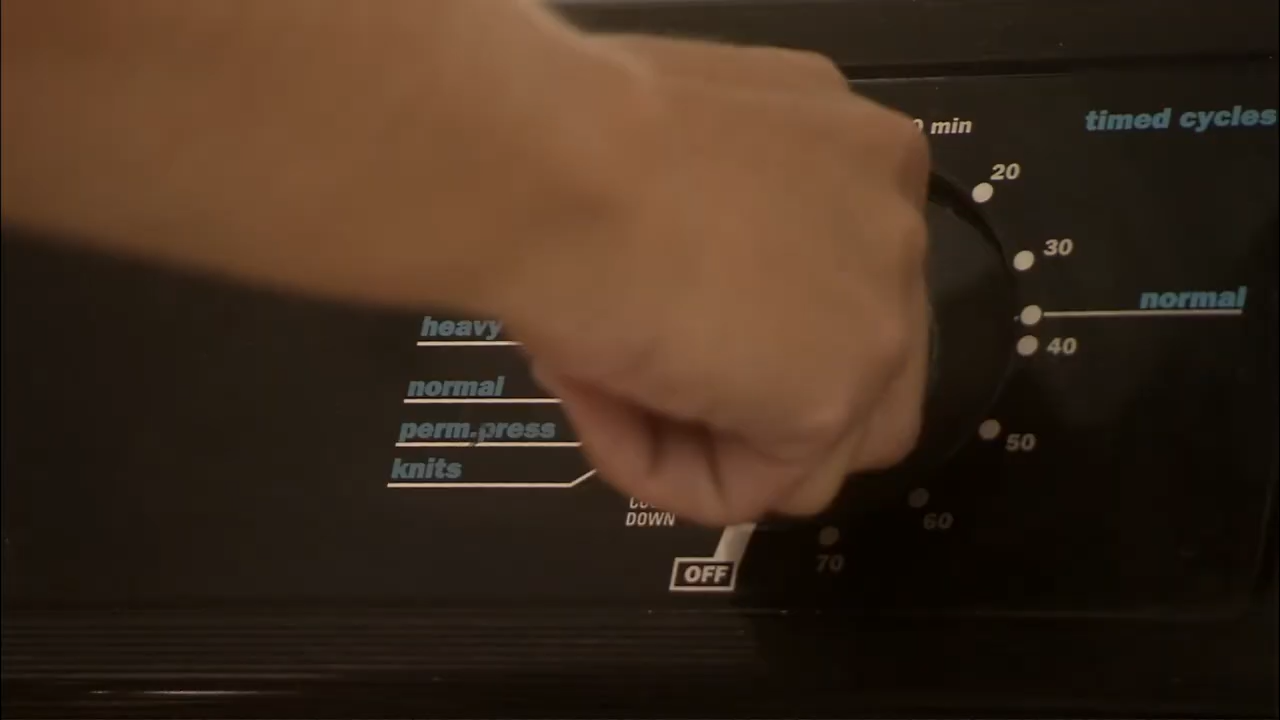 min
timed cycles
20
30
normal
40
50
60
70
heavy
normal
perm.press
knits
DOWN
OFF